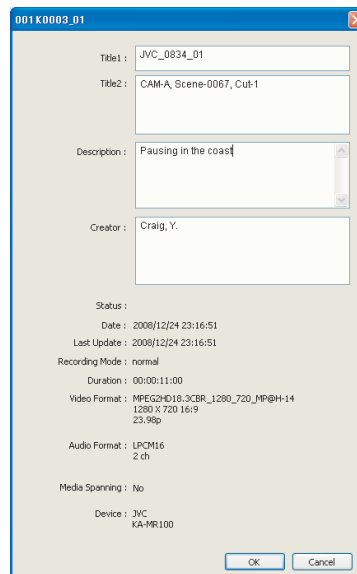 001K0003_01
Title1 : JVC_0834_01
Title2 : CAM-A, Scene-0067, Cut-1
Description : Pausing in the coast
Creator : Craig, Y.
Status :
Date : 2008/12/24 23:16:51
Last Update : 2008/12/24 23:16:51
Recording Mode : normal
Duration : 00:00:11:00
Video Format : MPEG2HD18.3CBR_1280_720_MP@H-14
1280 X 720 16:9
23.98p
Audio Format : LPCM16
2 ch
Media Spanning : No
Device : JVC
KA-MR100
OK Cancel